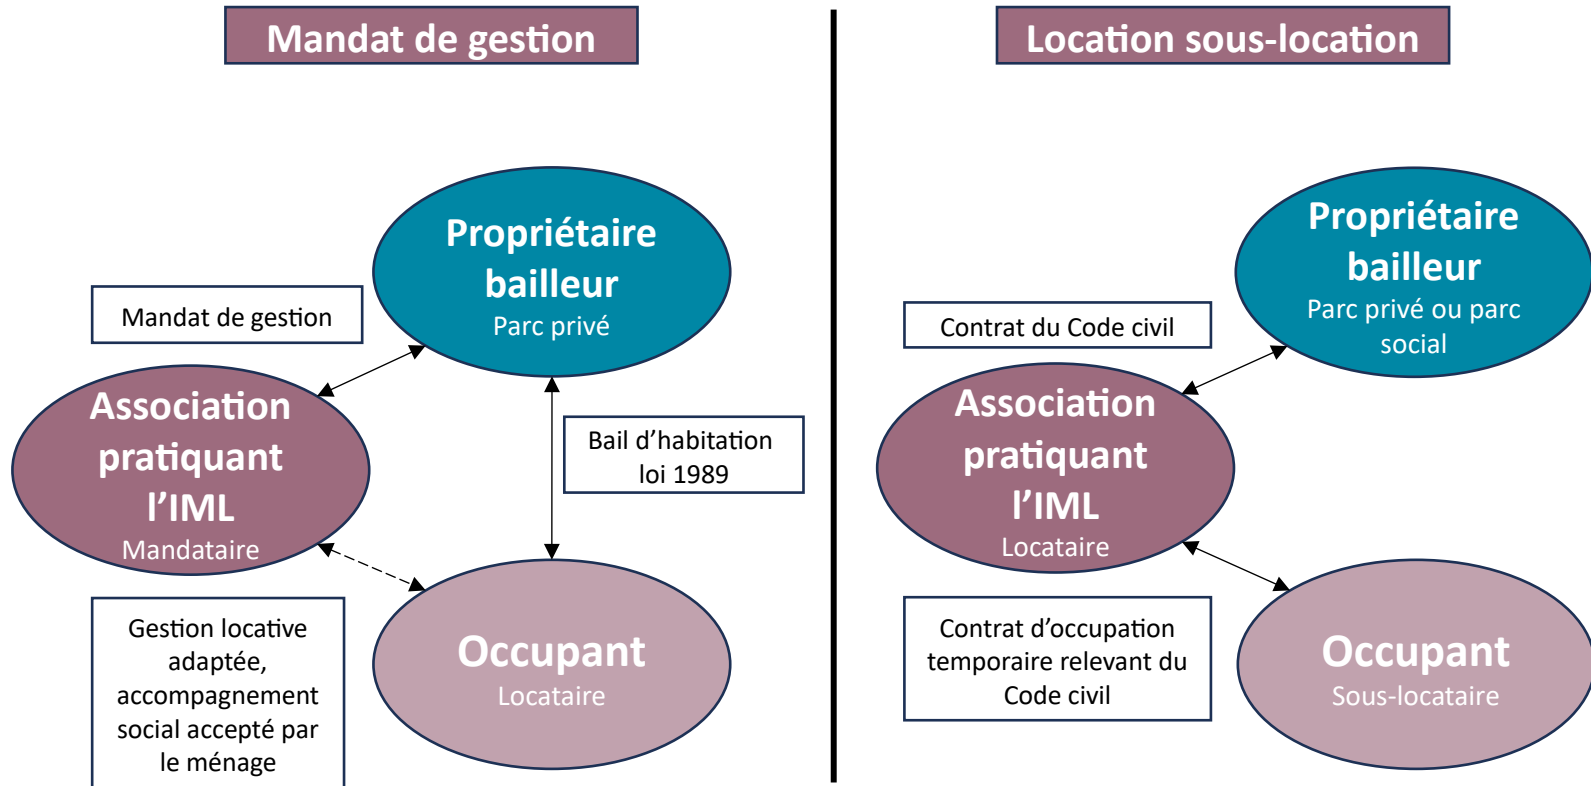 Mandat de gestion
Propriétaire
bailleur
Parc privé
Mandat de gestion
Association
pratiquant
l’IML
Mandataire
Bail d’habitation
loi 1989
Gestion locative
adaptée,
accompagnement
social accepté par
le ménage
Occupant
Locataire
Location sous-location
Propriétaire
bailleur
Parc privé ou parc
social
Contrat du Code civil
Association
pratiquant
l’IML
Locataire
Contrat d’occupation
temporaire relevant du
Code civil
Occupant
Sous-locataire